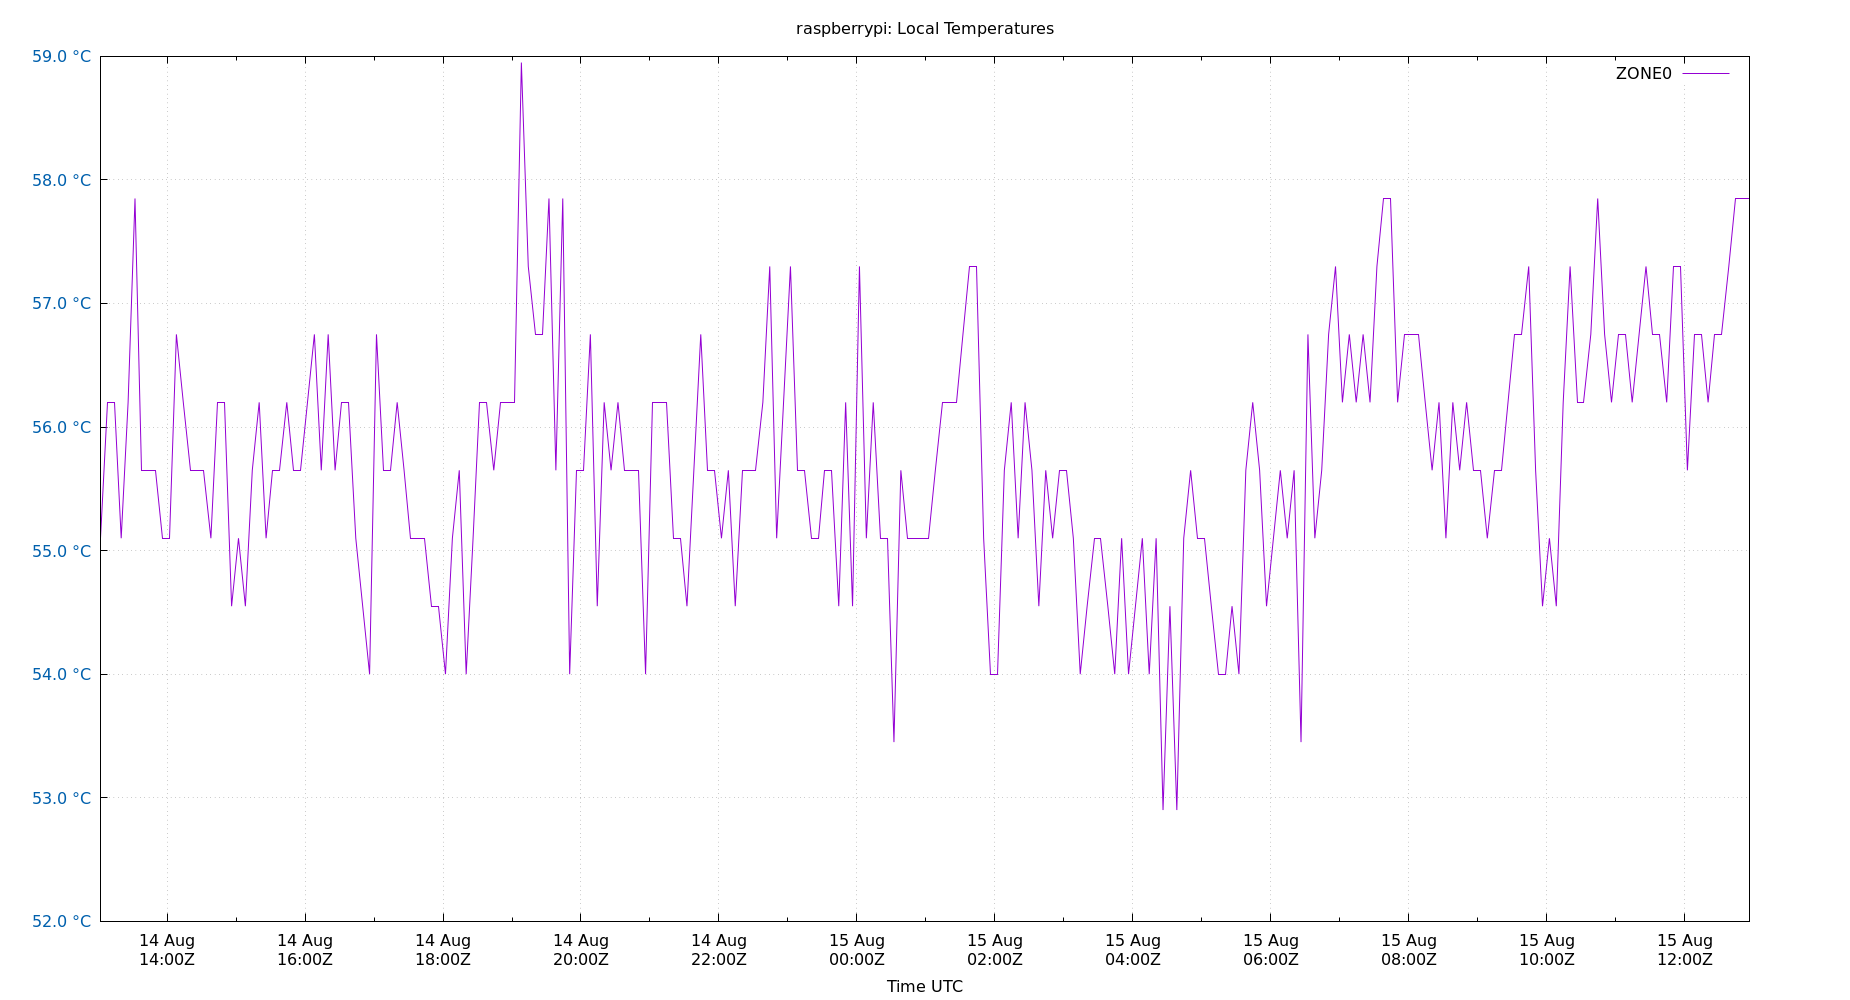 raspberrypi: Local Temperatures
59.0 °C
ZONE0
58.0 °C
57.0 °C
56.0 °C
55.0 °C
54.0 °C
53.0 °C
52.0 °C
14 Aug 14 Aug 14 Aug 14 Aug 14 Aug 15 Aug 15 Aug 15 Aug 15 Aug 15 Aug 15 Aug 15 Aug
14:00Z 16:00Z 18:00Z 20:00Z 22:00Z 00:00Z 02:00Z 04:00Z 06:00Z 08:00Z 10:00Z 12:00Z
Time UTC